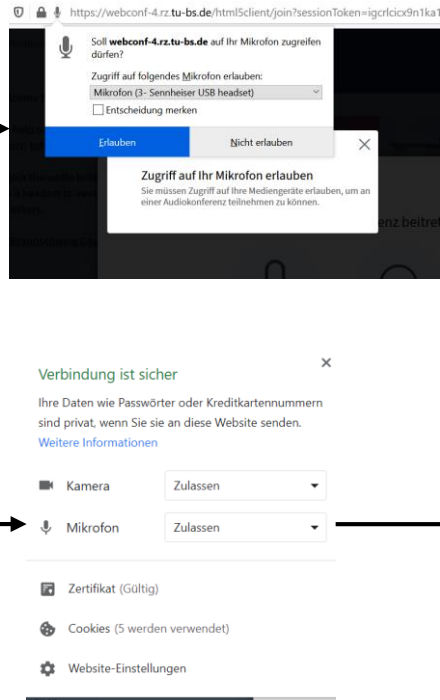 https://webconf-4.rz.tu-bs.de/html5client/join?sessionToken=igcrlcicx9n1ka1
Soll webconf-4.rz.tu-bs.de auf Ihr Mikrofon zugreifen
dürfen?
Zugriff auf folgendes Mikrofon erlauben:
Mikrofon (3- Sennheiser USB headset)
Entscheidung merken
Erlauben
Nicht erlauben
Zugriff auf Ihr Mikrofon erlauben
Sie müssen Zugriff auf Ihre Mediengeräte erlauben, um an
einer Audiokonferenz teilnehmen zu können.
enz beitre
Verbindung ist sicher
Ihre Daten wie Passwörter oder Kreditkartennummern
sind privat, wenn Sie sie an diese Website senden.
Weitere Informationen
Kamera
Zulassen
Mikrofon
Zulassen
Zertifikat (Gültig)
Cookies (5 werden verwendet)
Website-Einstellungen